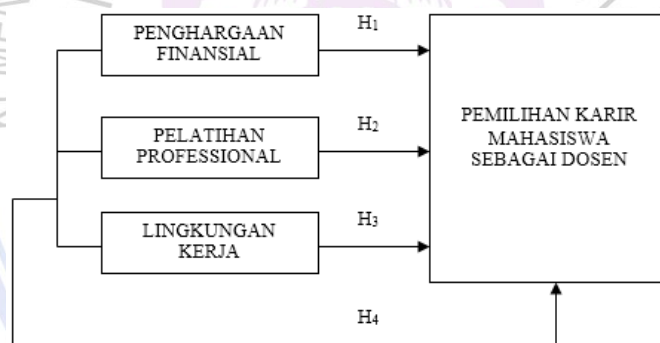 PENGHARGAAN
FINANSIAL
H1
PELATIHAN
PROFESSIONAL
H2
LINGKUNGAN
KERJA
H3
PEMILIHAN KARIR
MAHASISWA
SEBAGAI DOSEN
H4